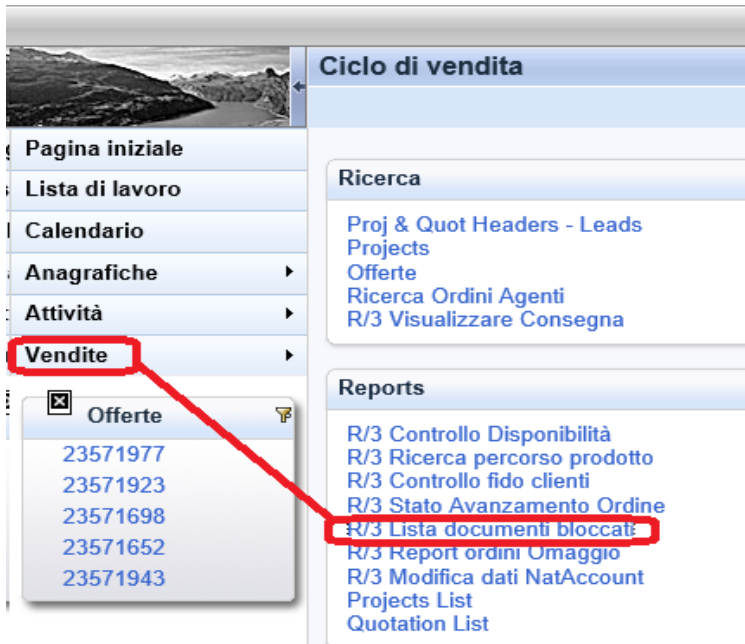 Ciclo di vendita
Pagina iniziale
Lista di lavoro
Calendario
Anagrafiche
Attività
Vendite
Offerte
23571977
23571923
23571698
23571652
23571943
Ricerca
Proj & Quot Headers - Leads
Projects
Offerte
Ricerca Ordini Agenti
R/3 Visualizzare Consegna
Reports
R/3 Controllo Disponibilità
R/3 Ricerca percorso prodotto
R/3 Controllo fido clienti
R/3 Stato Avanzamento Ordine
R/3 Lista documenti bloccati
R/3 Report ordini Omaggio
R/3 Modifica dati NatAccount
Projects List
Quotation List